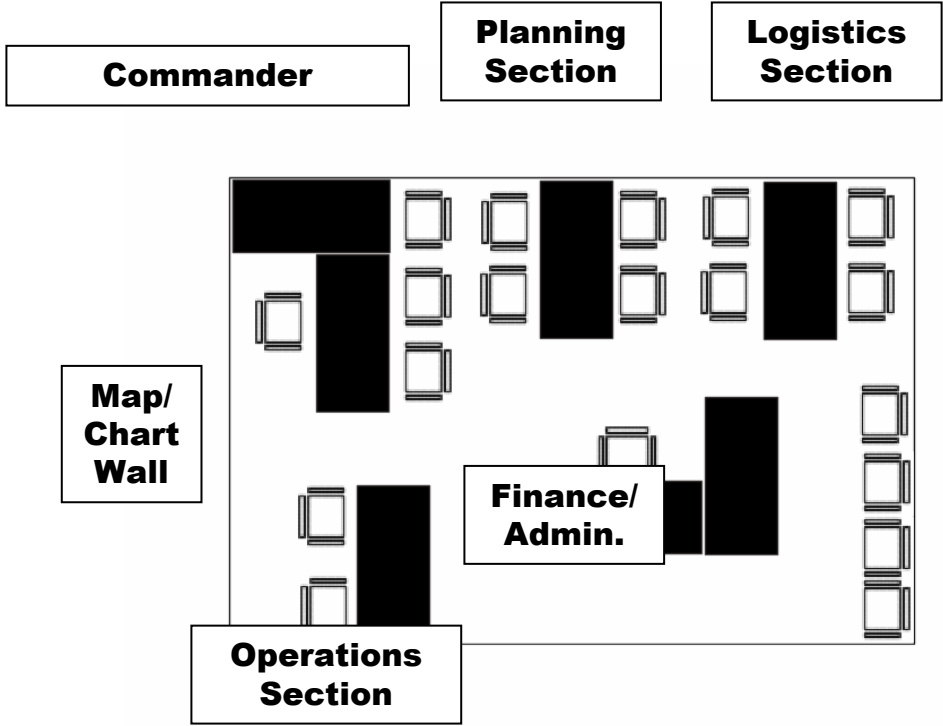 Commander
Planning
Section
Logistics
Section
Map/
Chart
Wall
Finance/
Admin.
Operations
Section